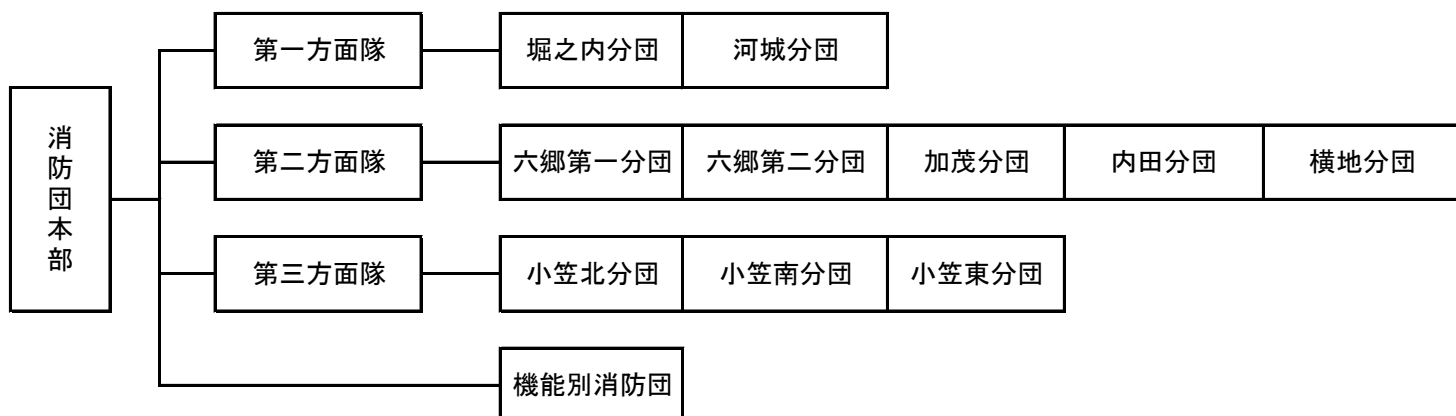 消防団本部
第一方面隊
堀之内分団
河城分団
第二方面隊
六郷第一分団
六郷第二分団
加茂分団
内田分団
横地分団
第三方面隊
小笠北分団
小笠南分団
小笠東分団
機能別消防団